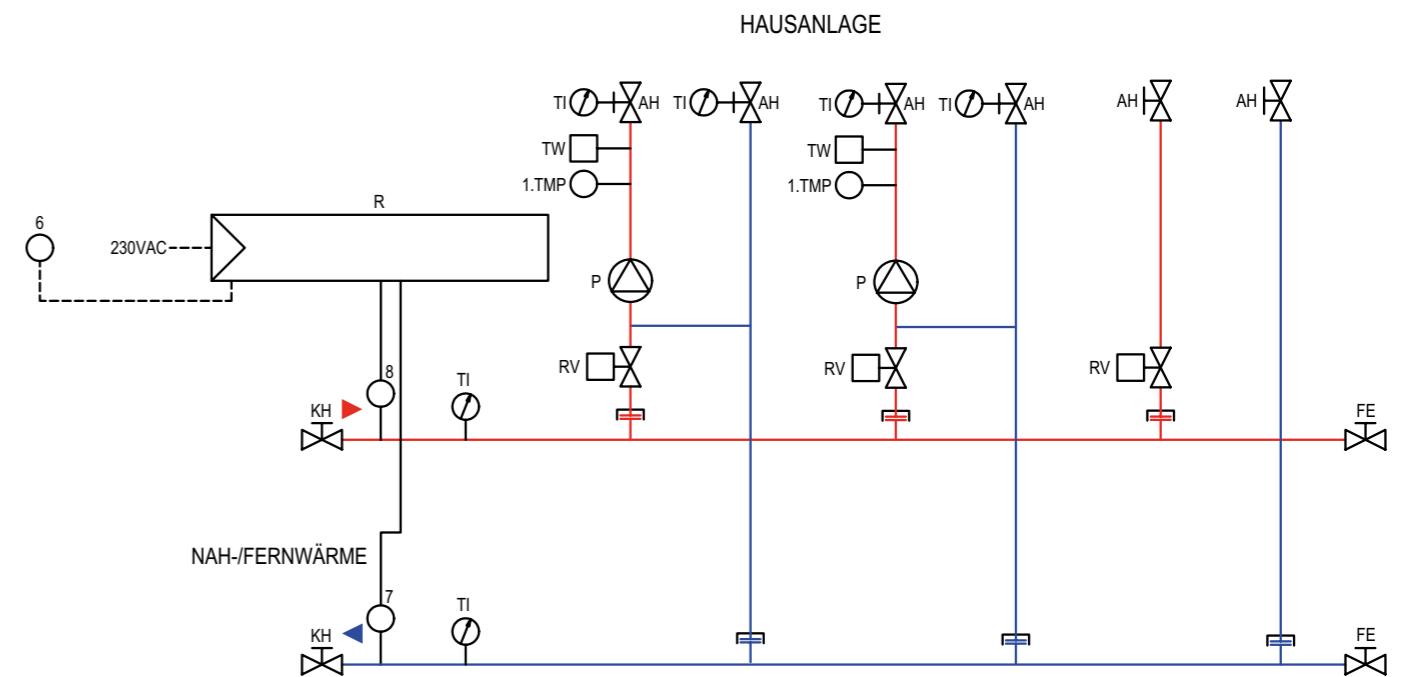 HAUSANLAGE
TI AH TI AH TI AH TI AH AH AH
TW TW
1.TMP 1.TMP
R
6
230VAC
P P
RV RV RV
8 TI
KH FE
NAH-/FERNWÄRME
7 TI
KH FE